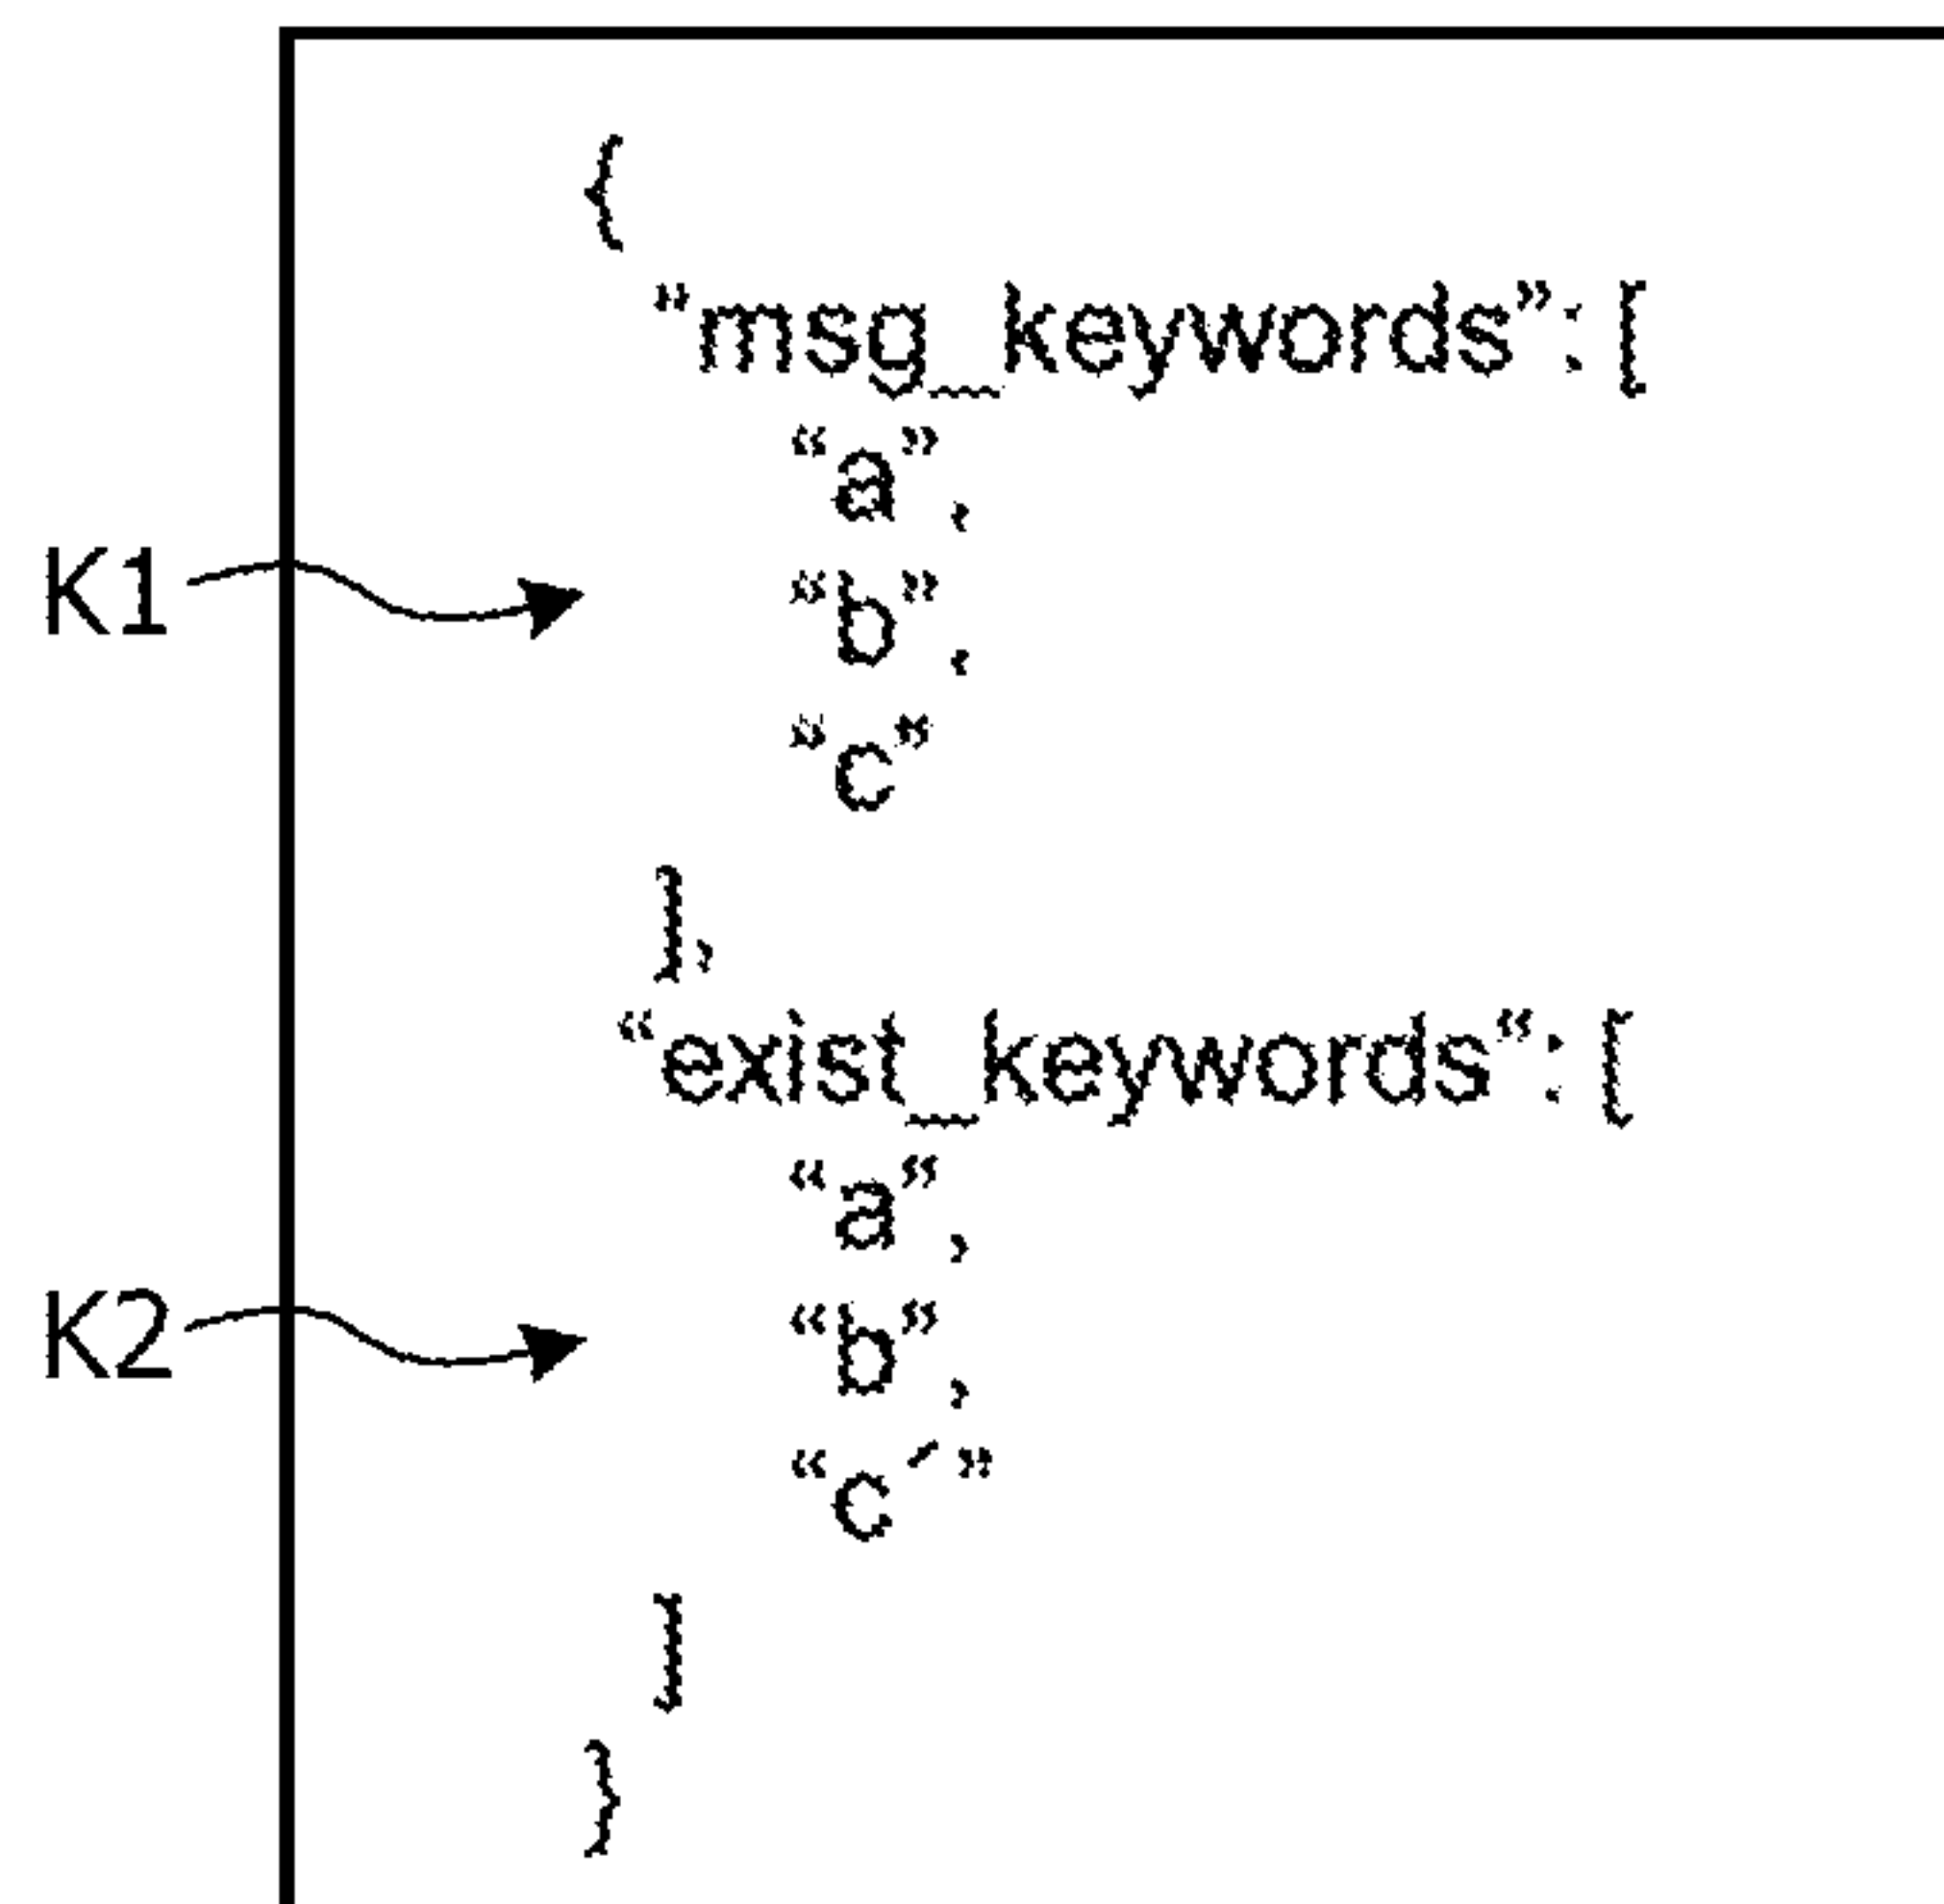 {
“msg_keywords”: [
“a”,
K1
“b”,
“c”
],
“exist_keywords”: [
“a”,
K2
“b”,
“c´”
]
}